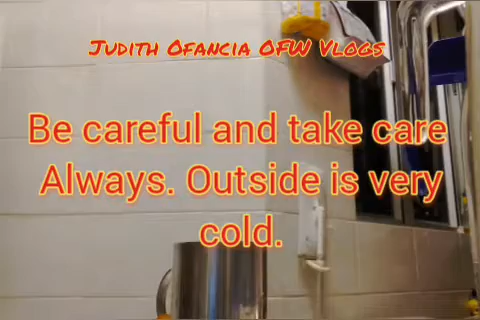 Judith Ofancia OFW Vlogs
Be careful and take care
Always. Outside is very
cold.